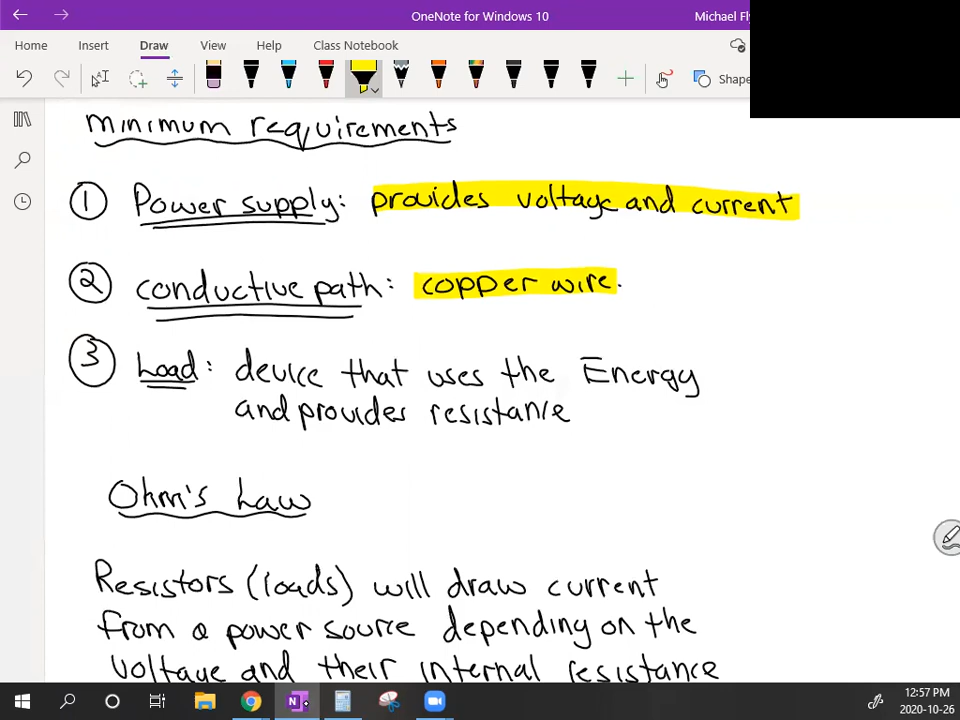 OneNote for Windows 10
Michael Fly
Home Insert Draw View Help Class Notebook
Shape
minimum requirements
1 Power supply: provides voltage and current
2 conductive path: copper wire.
3 Load: device that uses the Energy
and provides resistance
Ohm's Law
Resistors (loads) will draw current
from a power source depending on the
voltage and their internal resistance
12:57 PM
2020-10-26